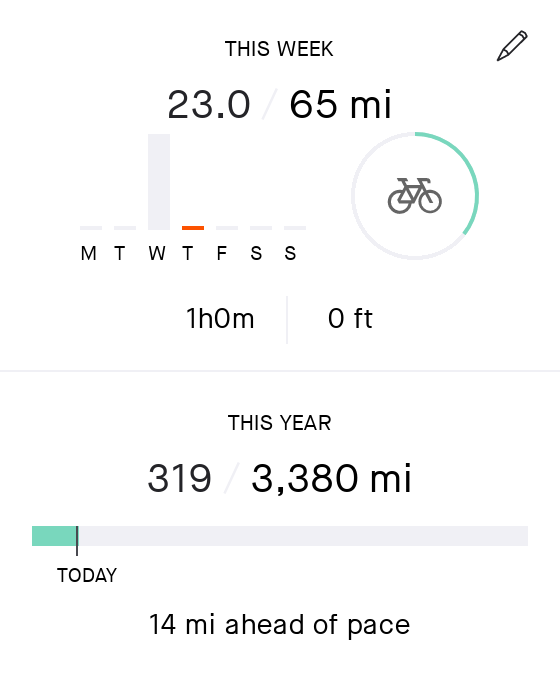 THIS WEEK
23.0 / 65 mi
M T W T F S S
1h0m 0 ft
THIS YEAR
319 / 3,380 mi
TODAY
14 mi ahead of pace